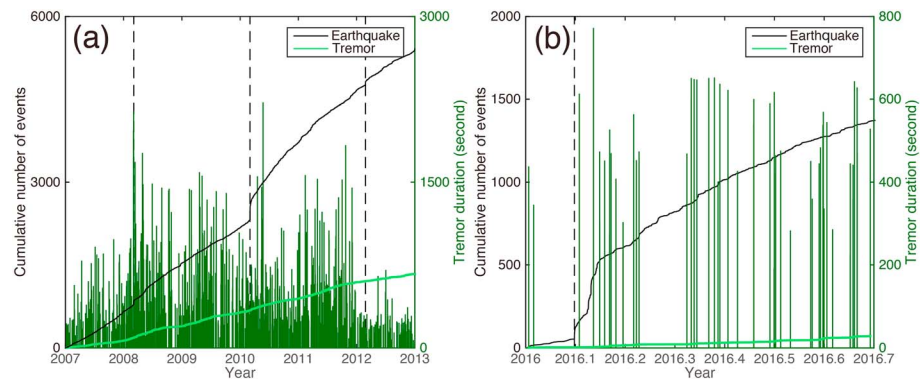 (a)
Earthquake
Tremor
6000
3000
0
3000
1500
0
Cumulative number of events
Tremor duration (second)
2007
2008
2009
2010
2011
2012
2013
Year
(b)
Earthquake
Tremor
2000
1500
1000
500
0
800
600
400
200
0
Cumulative number of events
Tremor duration (second)
2016
2016.1
2016.2
2016.3
2016.4
2016.5
2016.6
2016.7
Year